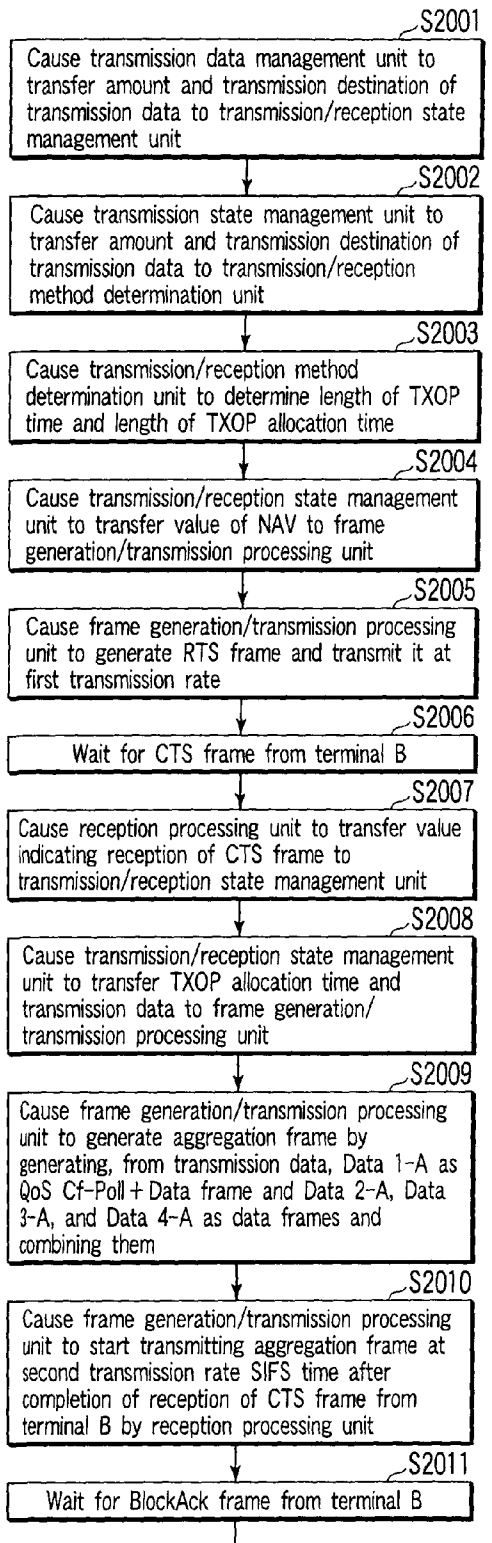 S2001
Cause transmission data management unit to
transfer amount and transmission destination of
transmission data to transmission/reception state
management unit
S2002
Cause transmission state management unit to
transfer amount and transmission destination of
transmission data to transmission/reception
method determination unit
S2003
Cause transmission/reception method
determination unit to determine length of TXOP
time and length of TXOP allocation time
S2004
Cause transmission/reception state management
unit to transfer value of NAV to frame
generation/transmission processing unit
S2005
Cause frame generation/transmission processing
unit to generate RTS frame and transmit it at
first transmission rate
S2006
Wait for CTS frame from terminal B
S2007
Cause reception processing unit to transfer value
indicating reception of CTS frame to
transmission/reception state management unit
S2008
Cause transmission/reception state management
unit to transfer TXOP allocation time and
transmission data to frame generation/
transmission processing unit
S2009
Cause frame generation/transmission processing
unit to generate aggregation frame by
generating, from transmission data, Data 1-A as
QoS Cf-Poll + Data frame and Data 2-A, Data
3-A, and Data 4-A as data frames and
combining them
S2010
Cause frame generation/transmission processing
unit to start transmitting aggregation frame at
second transmission rate SIFS time after
completion of reception of CTS frame from
terminal B by reception processing unit
S2011
Wait for BlockAck frame from terminal B